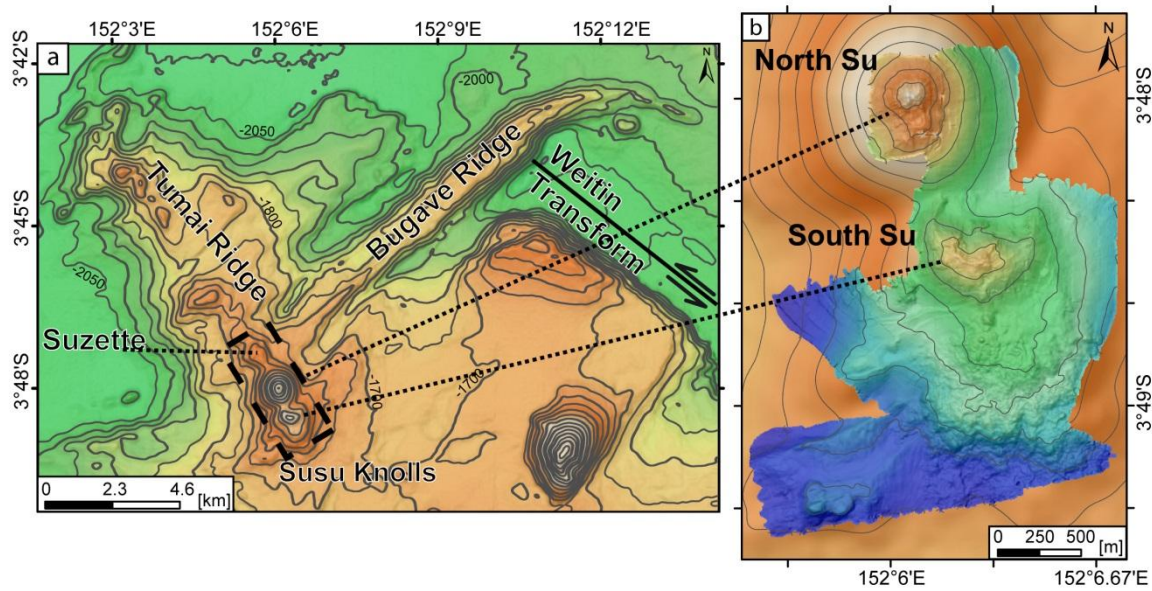 152°3'E
152°6'E
152°9'E
152°12'E
3°42'S
3°45'S
3°48'S
a
N
-2000
-2050
-1800
-2050
-1700
-1700
Tumai Ridge
Bugave Ridge
Weitin
Transform
Suzette
Susu Knolls
0 2.3 4.6
[km]
b
N
North Su
South Su
3°48'S
3°49'S
0 250 500
[m]
152°6'E
152°6.67'E